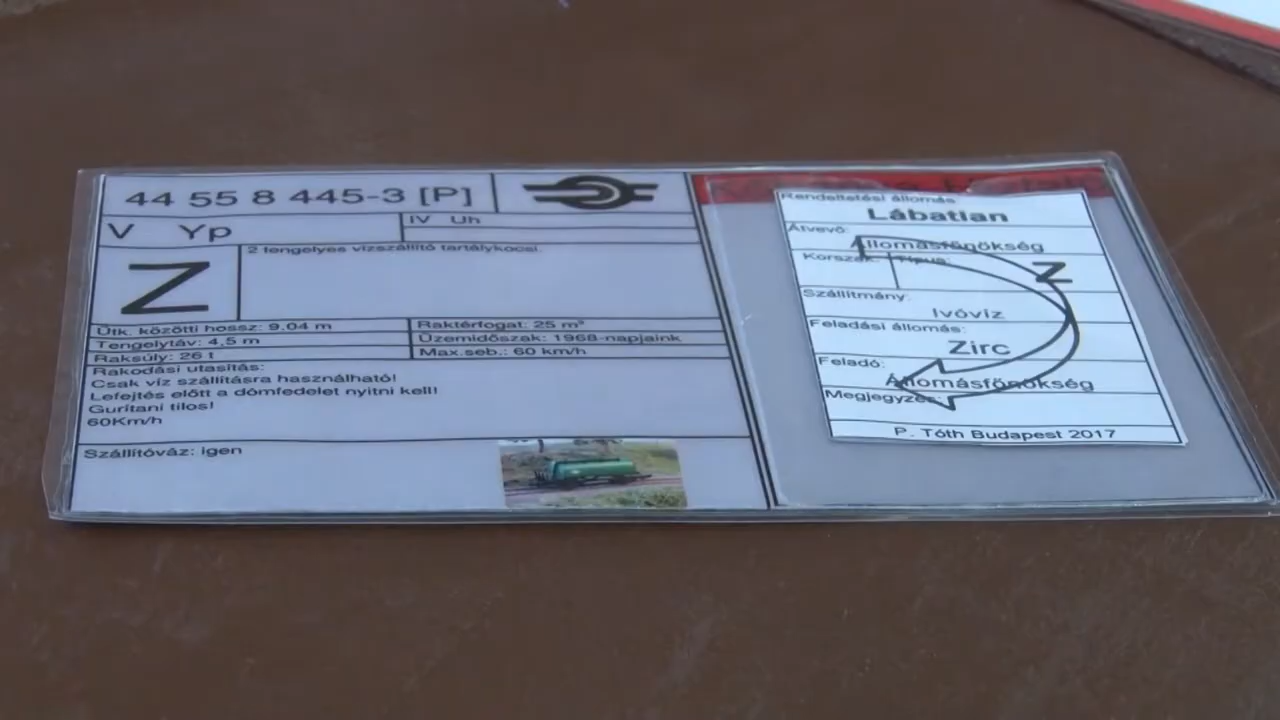 44 55 8 445-3 [P]
V Yp
IV Uh
Z
2 tengelyes vízszállító tartálykocsi.
Ütk. közötti hossz: 9,04 m
Tengelytáv: 4,5 m
Raksúly: 26 t
Raktérfogat: 25 m³
Üzemidőszak: 1968-napjaink
Max.seb.: 60 km/h
Rakodási utasítás:
Csak víz szállításra használható!
Lefejtés előtt a dómfedelet nyitni kell!
Gurítani tilos!
60Km/h
Szállítóváz: igen
Rendeltetési állomás
Lábatlan
Átvevő:
Állomásfőnökség
Korszak: Típus:
Z
Szállítmány:
Ivóvíz
Feladási állomás:
Zirc
Feladó:
Állomásfőnökség
Megjegyzés:
P. Tóth Budapest 2017